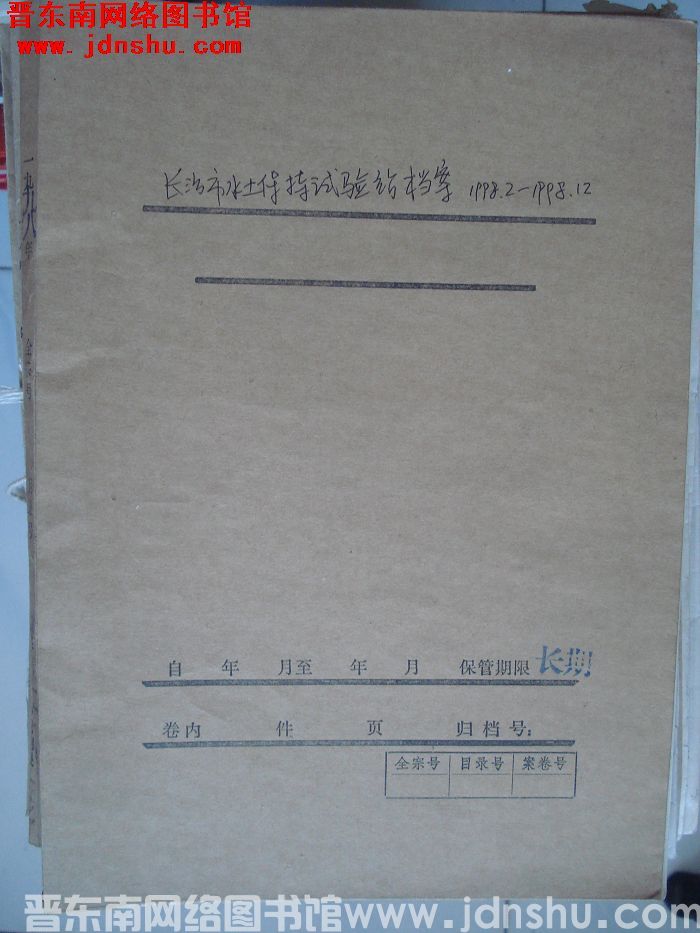 晋东南网络图书馆
www.jdnshu.com
长治市水土保持试验站档案 1998.2—1998.12
自 年 月至 年 月 保管期限 长期
卷内 件 页 归档号:
全宗号 目录号 案卷号
晋东南网络图书馆www.jdnshu.com